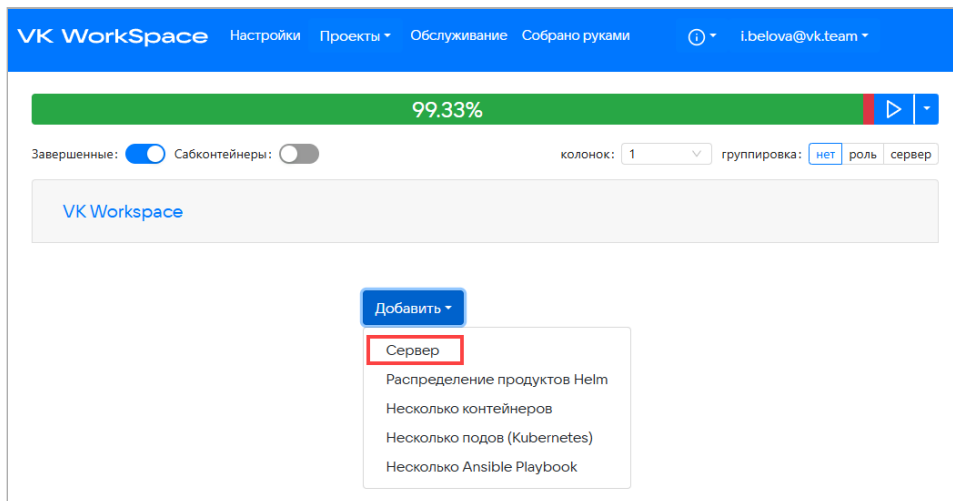 VK WorkSpace Настройки Проекты Обслуживание Собрано руками i.belova@vk.team
99.33%
Завершенные: Сабконтейнеры: колонок: 1 группировка: нет роль сервер
VK Workspace
Добавить
Сервер
Распределение продуктов Helm
Несколько контейнеров
Несколько подов (Kubernetes)
Несколько Ansible Playbook